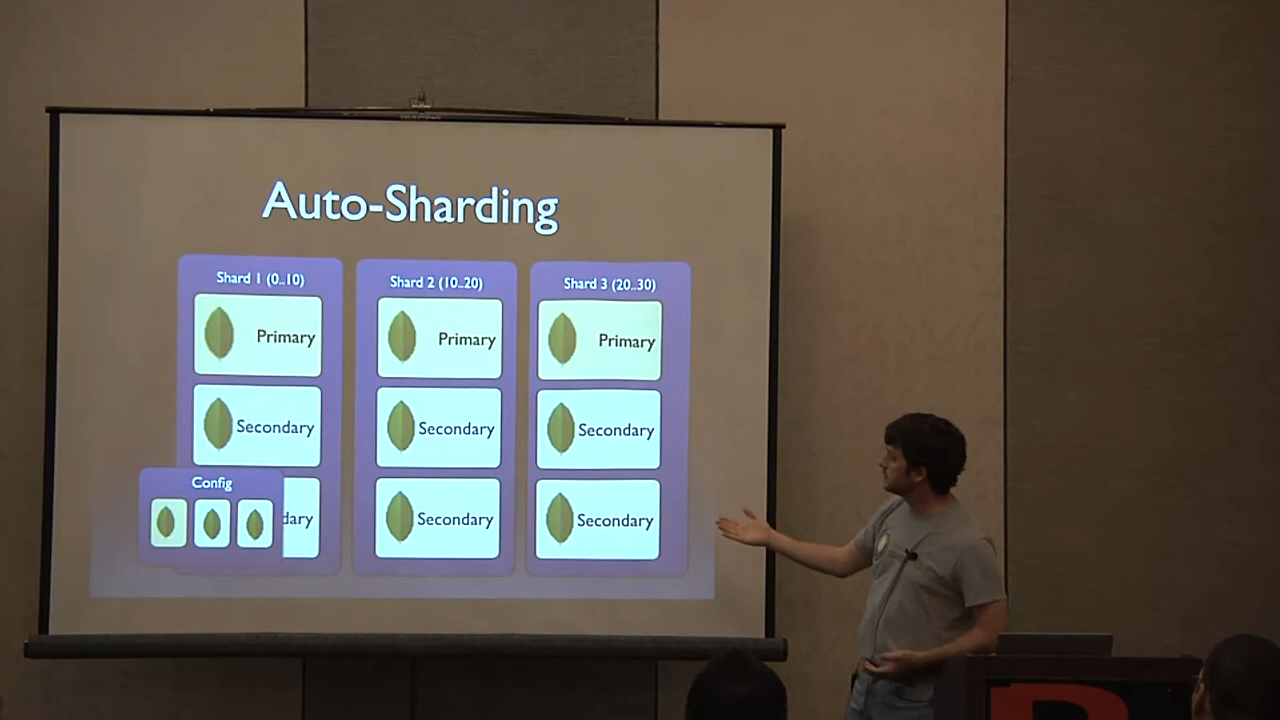 Auto-Sharding
Shard 1 (0..10)
Primary
Secondary
dary
Shard 2 (10..20)
Primary
Secondary
Secondary
Shard 3 (20..30)
Primary
Secondary
Secondary
Config